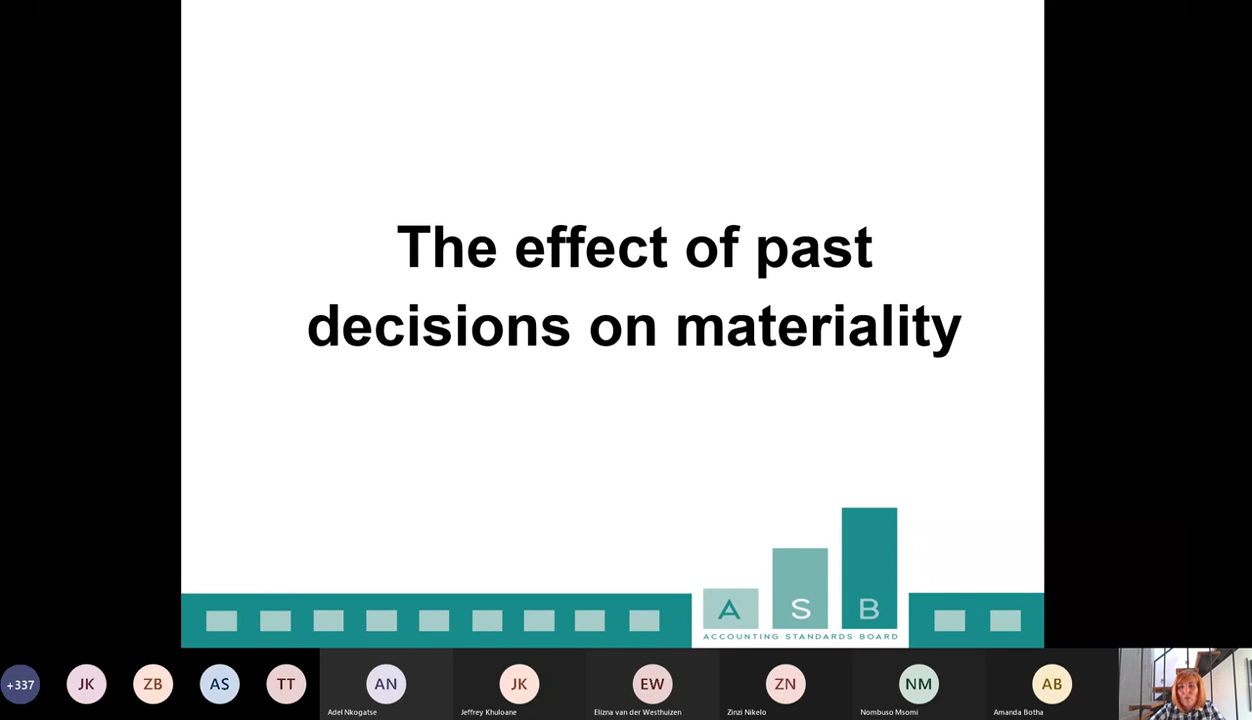 The effect of past
decisions on materiality
A S B
ACCOUNTING STANDARDS BOARD
+337
JK
ZB
AS
TT
AN
Adel Nkogatse
JK
Jeffrey Khuloane
EW
Elizna van der Westhuizen
ZN
Zinzi Nikelo
NM
Nombuso Msomi
AB
Amanda Botha